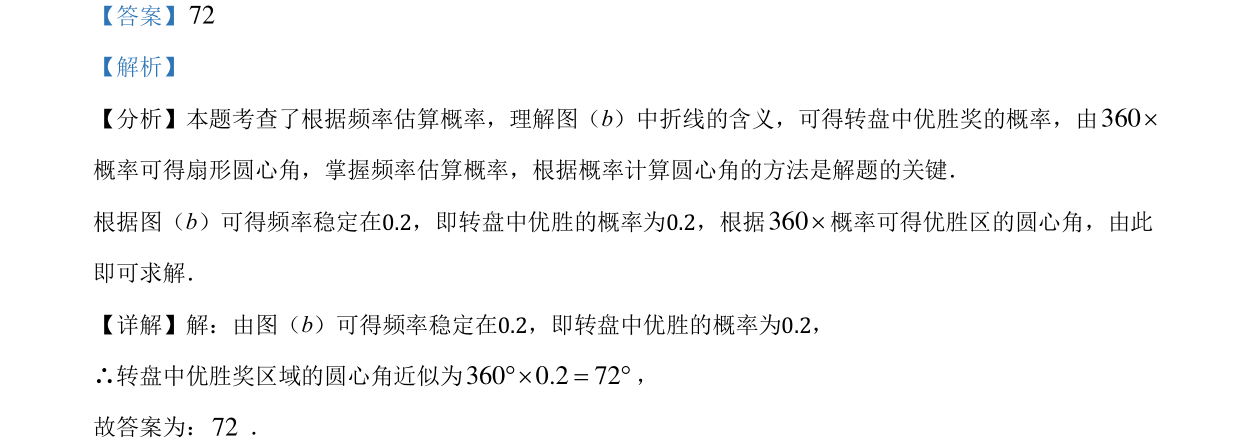 【答案】72
【解析】
【分析】本题考查了根据频率估算概率，理解图（b）中折线的含义，可得转盘中优胜奖的概率，由360×
概率可得扇形圆心角，掌握频率估算概率，根据概率计算圆心角的方法是解题的关键．
根据图（b）可得频率稳定在0.2，即转盘中优胜的概率为0.2，根据360×概率可得优胜区的圆心角，由此
即可求解．
【详解】解：由图（b）可得频率稳定在0.2，即转盘中优胜的概率为0.2，
∴转盘中优胜奖区域的圆心角近似为360°×0.2=72°，
故答案为：72．